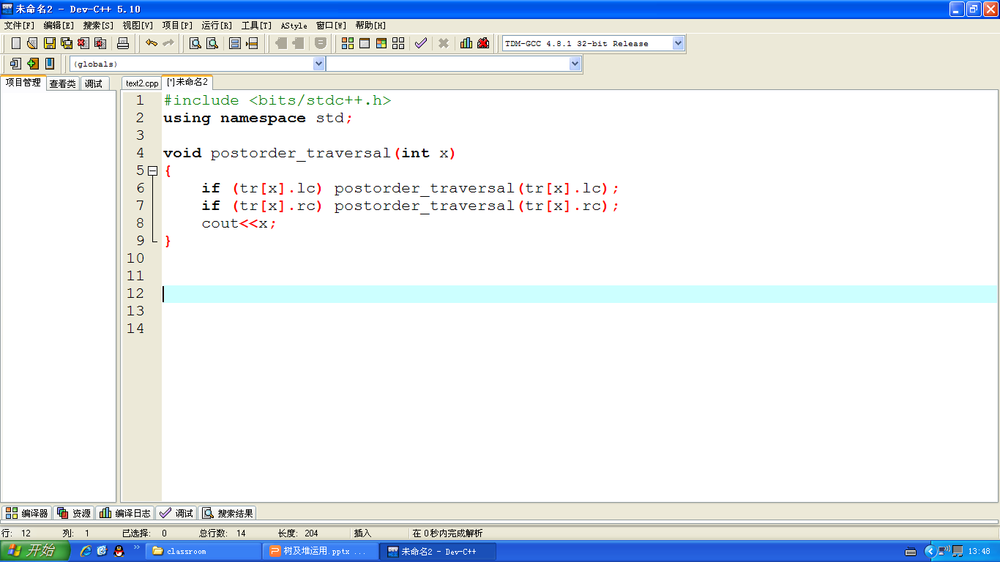 未命名2 - Dev-C++ 5.10
文件[F] 编辑[E] 搜索[S] 视图[V] 项目[P] 运行[R] 工具[T] AStyle 窗口[W] 帮助[H]
TDM-GCC 4.8.1 32-bit Release
(globals)
项目管理 查看类 调试 text2.cpp [*]未命名2
1 #include <bits/stdc++.h>
2 using namespace std;
3
4 void postorder_traversal(int x)
5 {
6 if (tr[x].lc) postorder_traversal(tr[x].lc);
7 if (tr[x].rc) postorder_traversal(tr[x].rc);
8 cout<<x;
9 }
10
11
12
13
14
编译器 资源 编译日志 调试 搜索结果
行: 12 列: 1 已选择: 0 总行数: 14 长度: 204 插入 在 0 秒内完成解析
开始 classroom 树及堆运用.pptx ... 未命名2 - Dev-C++ 13:48